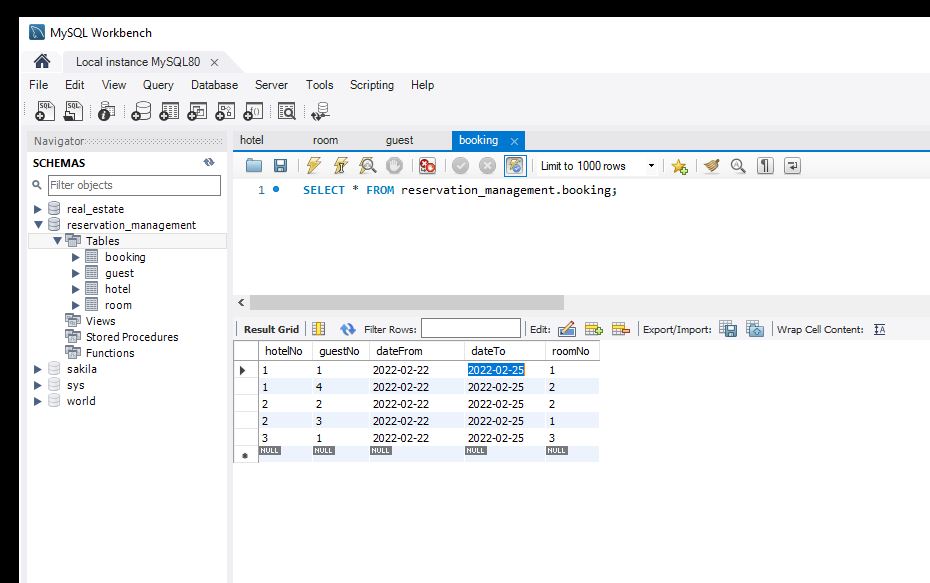 MySQL Workbench
Local instance MySQL80
File Edit View Query Database Server Tools Scripting Help
Navigator
SCHEMAS
Filter objects
real_estate
reservation_management
Tables
booking
guest
hotel
room
Views
Stored Procedures
Functions
sakila
sys
world
hotel room guest booking
Limit to 1000 rows
1 SELECT * FROM reservation_management.booking;
Result Grid Filter Rows: Edit: Export/Import: Wrap Cell Content:
hotelNo guestNo dateFrom dateTo roomNo
1 1 2022-02-22 2022-02-25 1
1 4 2022-02-22 2022-02-25 2
2 2 2022-02-22 2022-02-25 2
2 3 2022-02-22 2022-02-25 1
3 1 2022-02-22 2022-02-25 3
NULL NULL NULL NULL NULL